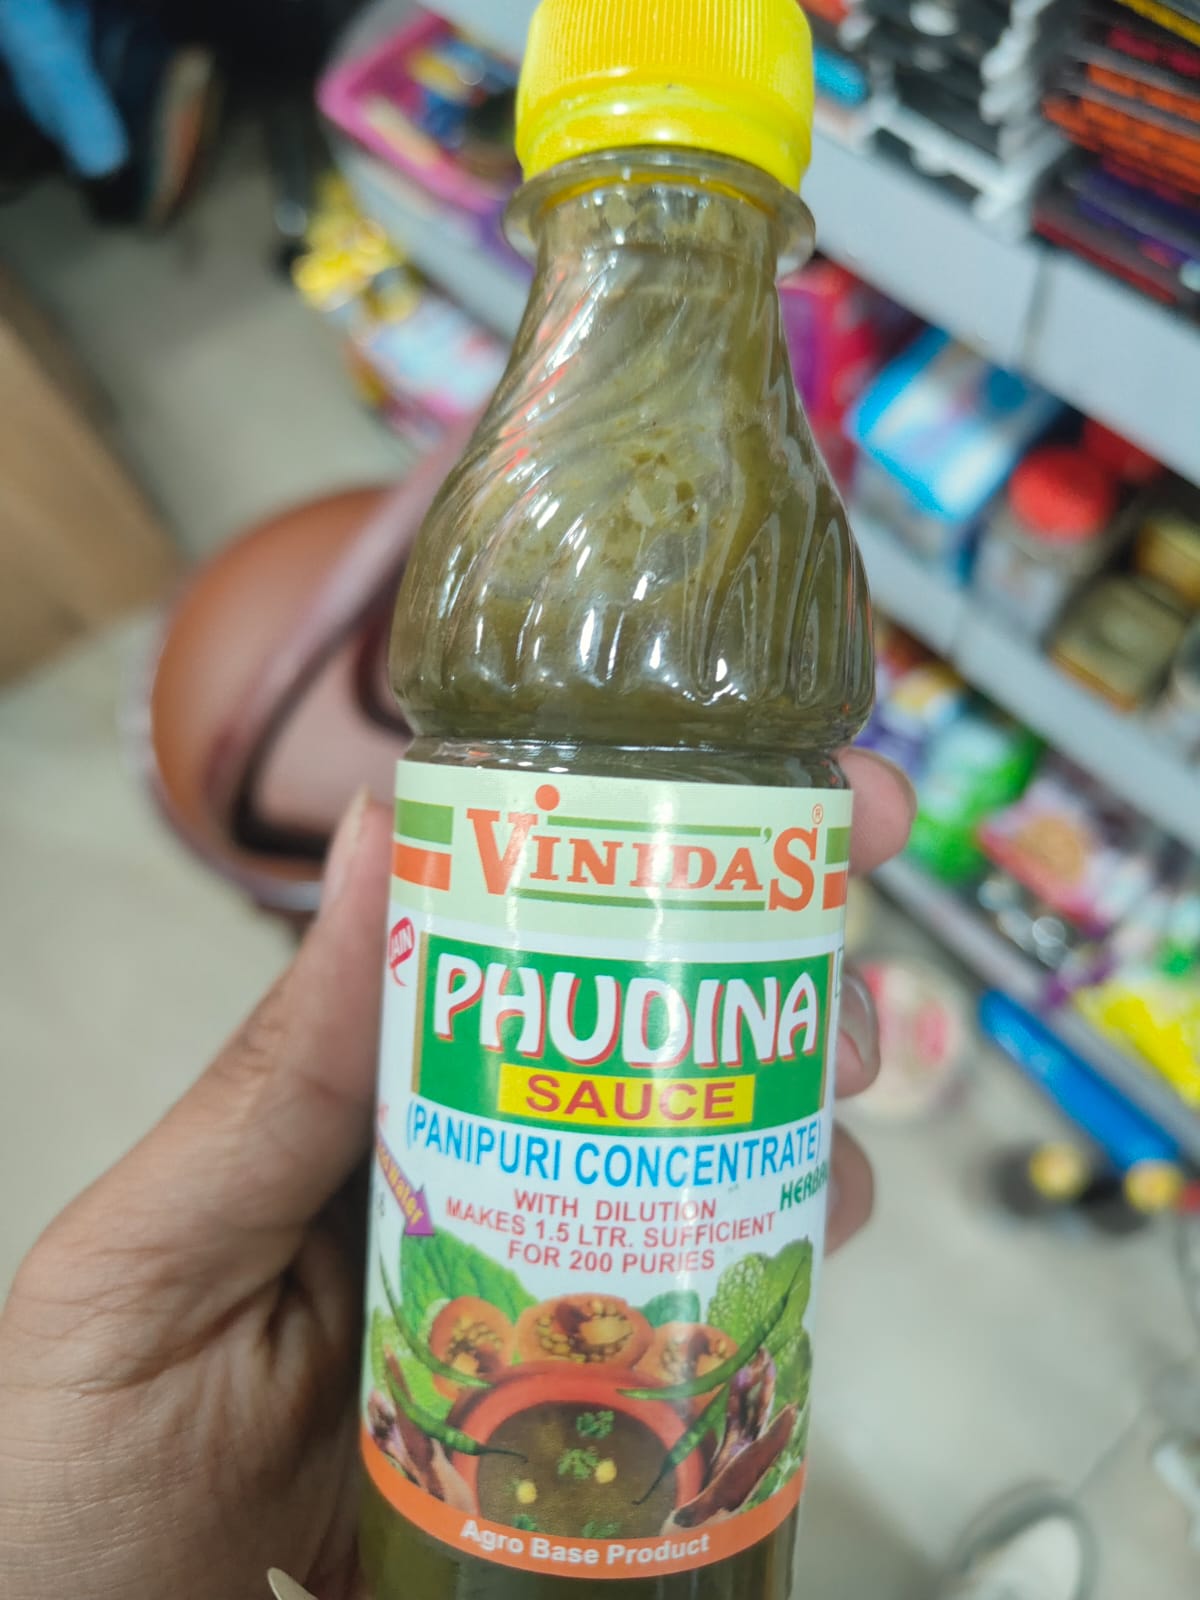 VINIDA'S®
JAIN
PHUDINA
SAUCE
(PANIPURI CONCENTRATE)
WITH DILUTION
MAKES 1.5 LTR. SUFFICIENT
FOR 200 PURIES
Agro Base Product